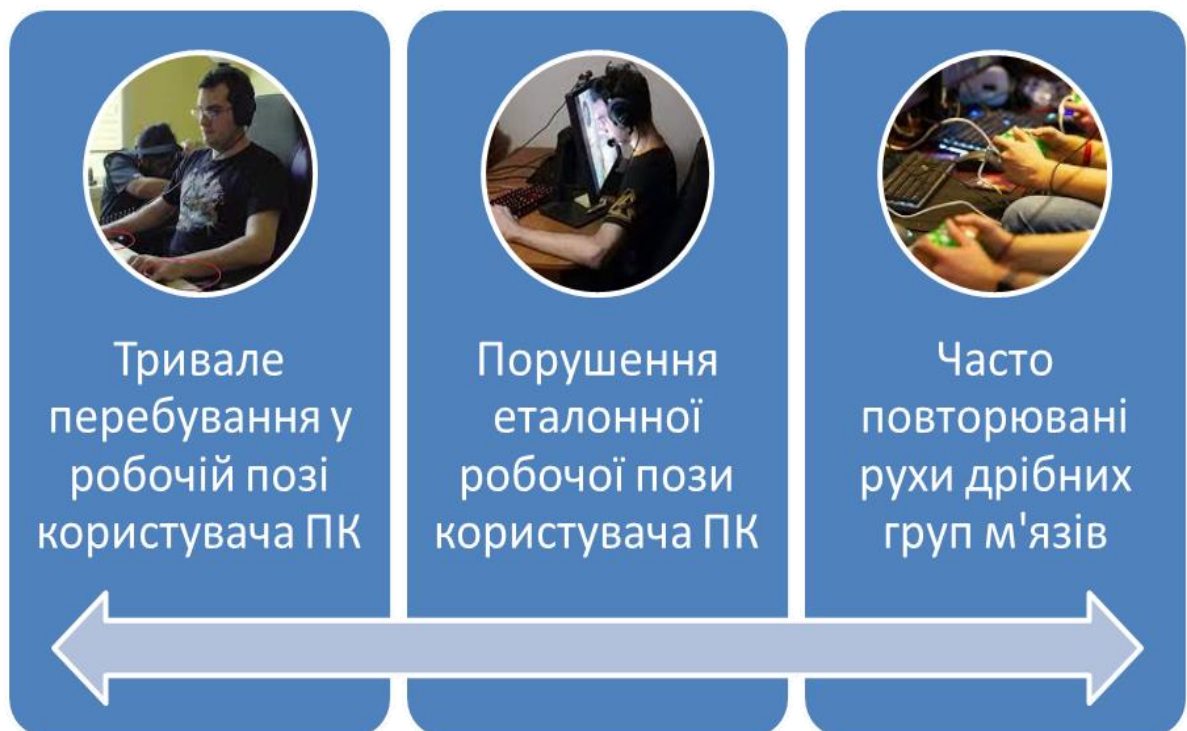 Тривале
перебування у
робочій позі
користувача ПК
Порушення
еталонної
робочої пози
користувача ПК
Часто
повторювані
рухи дрібних
груп м'язів